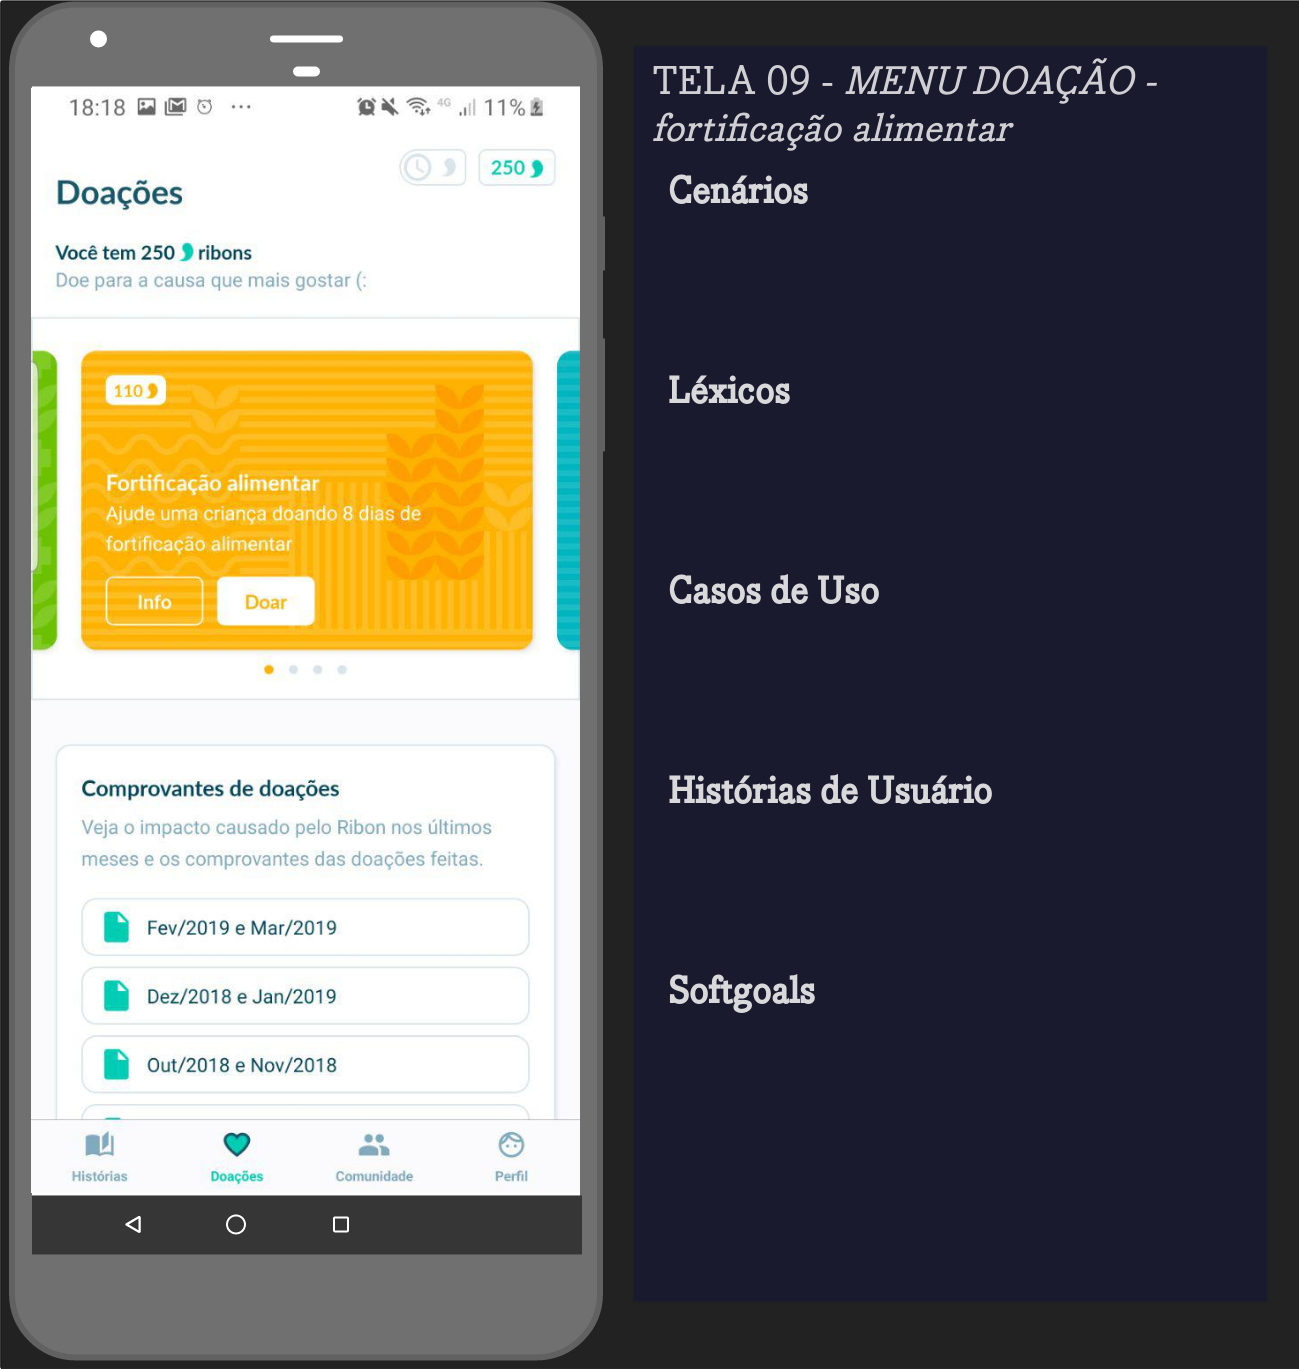 18:18 ... 4G 11%
250
Doações
Você tem 250 ribons
Doe para a causa que mais gostar (:
110
Fortificação alimentar
Ajude uma criança doando 8 dias de
fortificação alimentar
Info Doar
Comprovantes de doações
Veja o impacto causado pelo Ribon nos últimos
meses e os comprovantes das doações feitas.
Fev/2019 e Mar/2019
Dez/2018 e Jan/2019
Out/2018 e Nov/2018
Histórias Doações Comunidade Perfil
TELA 09 - MENU DOAÇÃO -
fortificação alimentar
Cenários
Léxicos
Casos de Uso
Histórias de Usuário
Softgoals